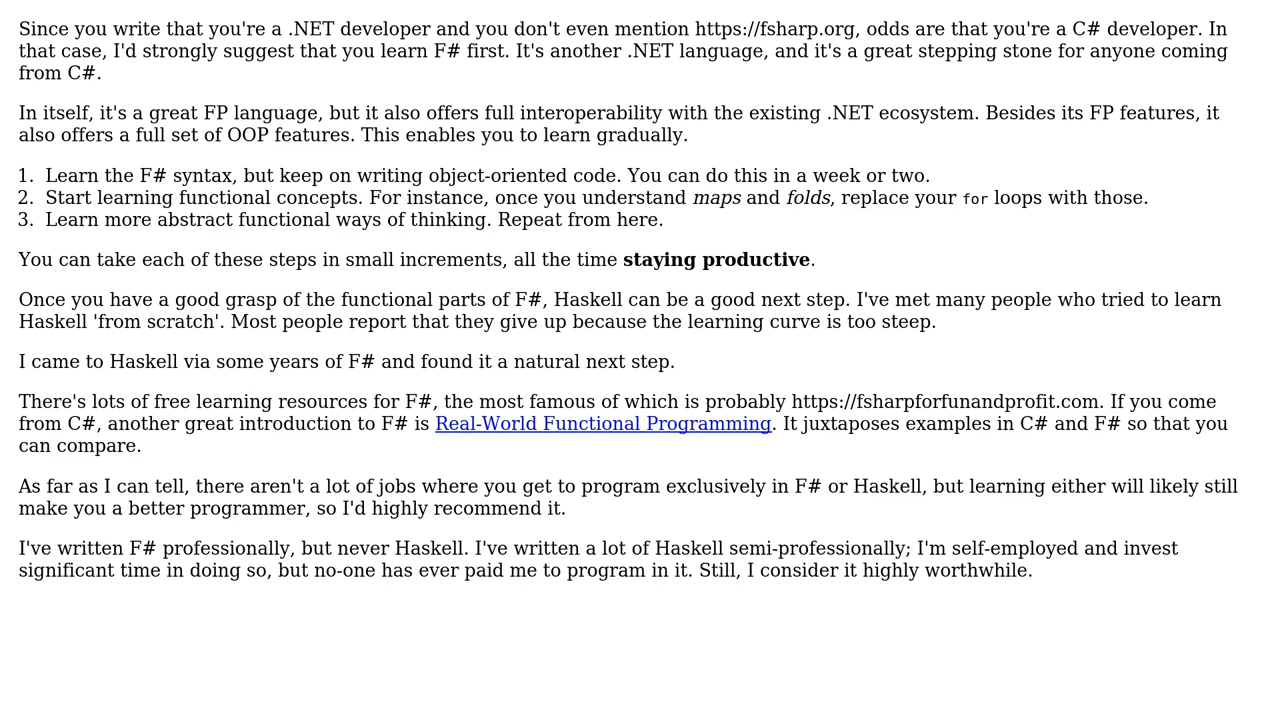 Since you write that you're a .NET developer and you don't even mention https://fsharp.org, odds are that you're a C# developer. In
that case, I'd strongly suggest that you learn F# first. It's another .NET language, and it's a great stepping stone for anyone coming
from C#.
In itself, it's a great FP language, but it also offers full interoperability with the existing .NET ecosystem. Besides its FP features, it
also offers a full set of OOP features. This enables you to learn gradually.
1. Learn the F# syntax, but keep on writing object-oriented code. You can do this in a week or two.
2. Start learning functional concepts. For instance, once you understand maps and folds, replace your for loops with those.
3. Learn more abstract functional ways of thinking. Repeat from here.
You can take each of these steps in small increments, all the time staying productive.
Once you have a good grasp of the functional parts of F#, Haskell can be a good next step. I've met many people who tried to learn
Haskell 'from scratch'. Most people report that they give up because the learning curve is too steep.
I came to Haskell via some years of F# and found it a natural next step.
There's lots of free learning resources for F#, the most famous of which is probably https://fsharpforfunandprofit.com. If you come
from C#, another great introduction to F# is Real-World Functional Programming. It juxtaposes examples in C# and F# so that you
can compare.
As far as I can tell, there aren't a lot of jobs where you get to program exclusively in F# or Haskell, but learning either will likely still
make you a better programmer, so I'd highly recommend it.
I've written F# professionally, but never Haskell. I've written a lot of Haskell semi-professionally; I'm self-employed and invest
significant time in doing so, but no-one has ever paid me to program in it. Still, I consider it highly worthwhile.